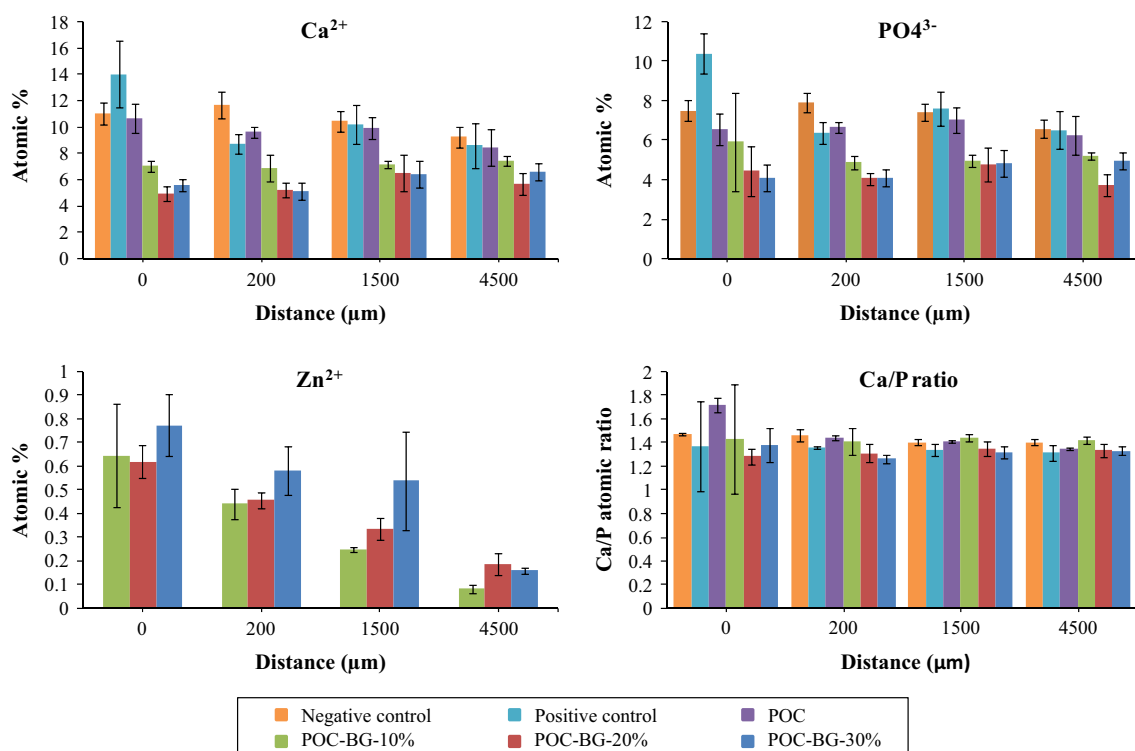 Ca²⁺
Atomic %
18
16
14
12
10
8
6
4
2
0
0 200 1500 4500
Distance (µm)
PO4³⁻
Atomic %
12
10
8
6
4
2
0
0 200 1500 4500
Distance (µm)
Zn²⁺
Atomic %
1
0.9
0.8
0.7
0.6
0.5
0.4
0.3
0.2
0.1
0
0 200 1500 4500
Distance (µm)
Ca/P ratio
Ca/P atomic ratio
2
1.8
1.6
1.4
1.2
1
0.8
0.6
0.4
0.2
0
0 200 1500 4500
Distance (µm)
Negative control Positive control POC
POC-BG-10% POC-BG-20% POC-BG-30%